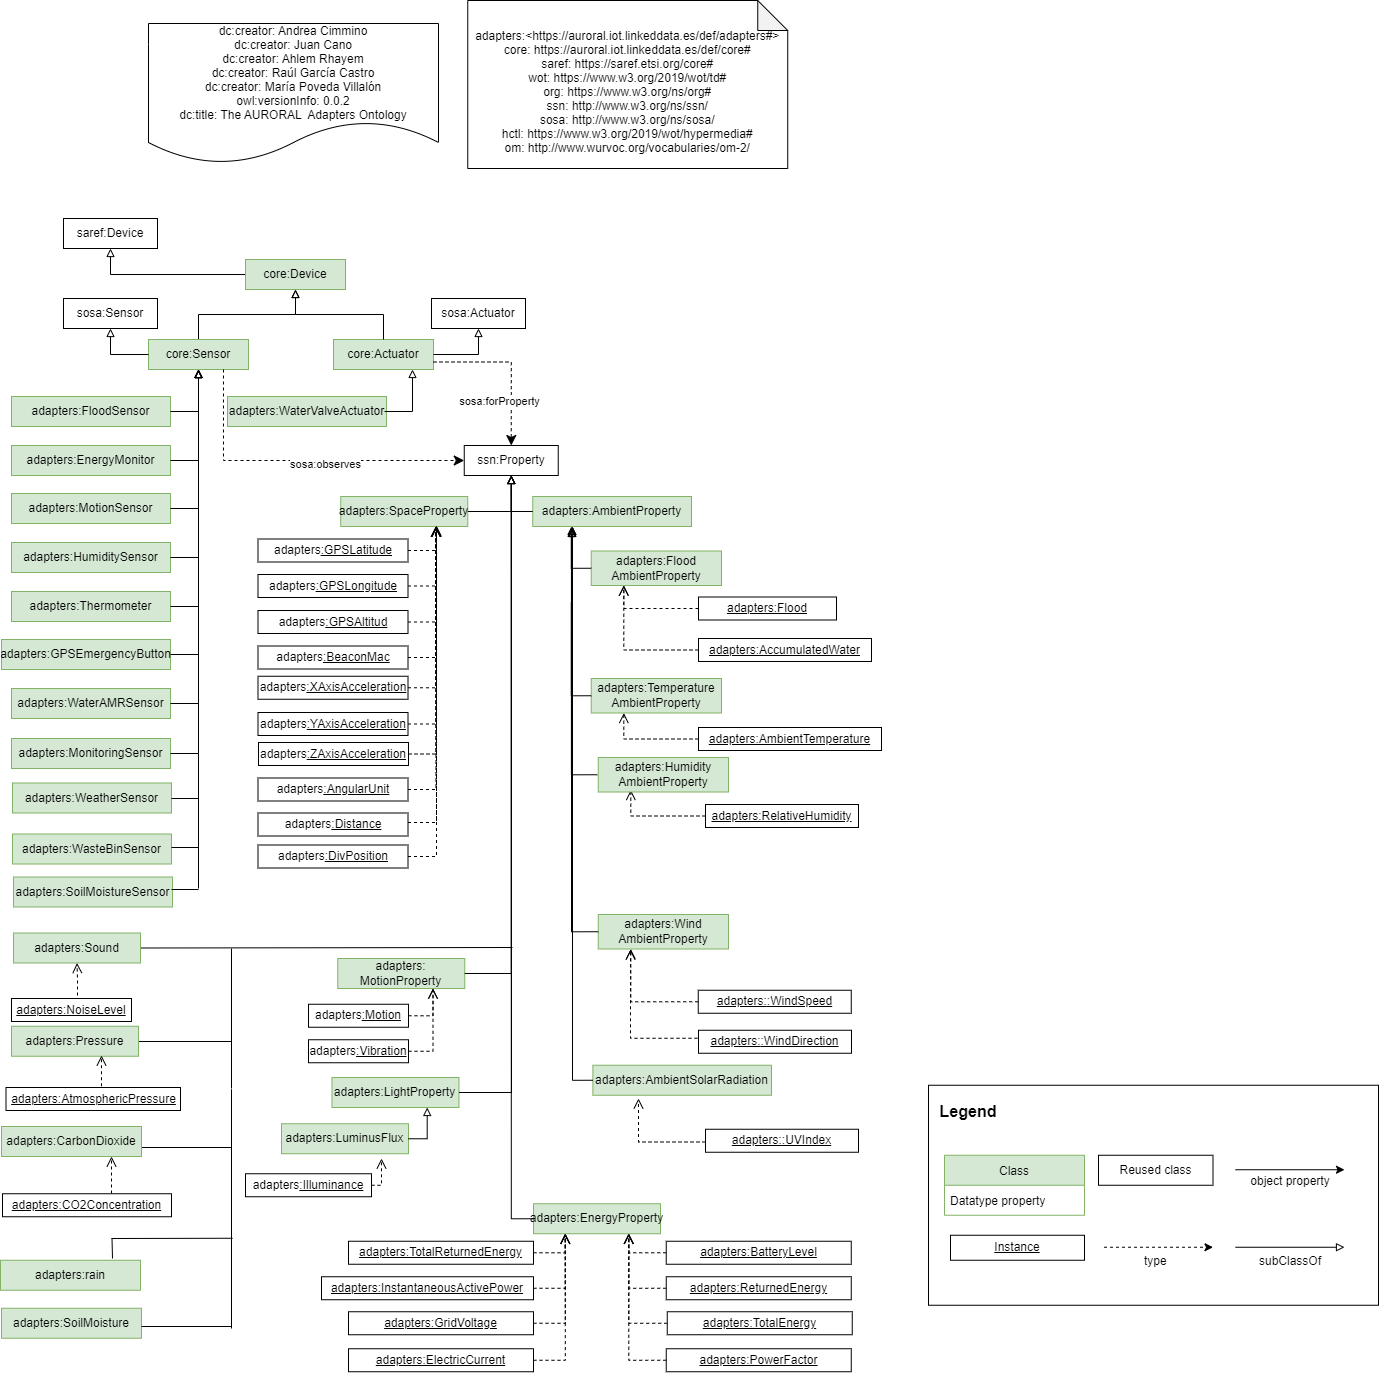 dc:creator: Andrea Cimmino
dc:creator: Juan Cano
dc:creator: Ahlem Rhayem
dc:creator: Raúl García Castro
dc:creator: María Poveda Villalón
owl:versionInfo: 0.0.2
dc:title: The AURORAL  Adapters Ontology
adapters:<https://auroral.iot.linkeddata.es/def/adapters#>
core: https://auroral.iot.linkeddata.es/def/core#
saref: https://saref.etsi.org/core#
wot: https://www.w3.org/2019/wot/td#
org: https://www.w3.org/ns/org#
ssn: http://www.w3.org/ns/ssn/
sosa: http://www.w3.org/ns/sosa/
hctl: https://www.w3.org/2019/wot/hypermedia#
om: http://www.wurvoc.org/vocabularies/om-2/
saref:Device
core:Device
sosa:Sensor
sosa:Actuator
core:Sensor
core:Actuator
sosa:forProperty
adapters:FloodSensor
adapters:WaterValveActuator
adapters:EnergyMonitor
sosa:observes
ssn:Property
adapters:MotionSensor
adapters:HumiditySensor
adapters:Thermometer
adapters:GPSEmergencyButton
adapters:WaterAMRSensor
adapters:MonitoringSensor
adapters:WeatherSensor
adapters:WasteBinSensor
adapters:SoilMoistureSensor
adapters:SpaceProperty
adapters:GPSLatitude
adapters:GPSLongitude
adapters:GPSAltitud
adapters:BeaconMac
adapters:XAxisAcceleration
adapters:YAxisAcceleration
adapters:ZAxisAcceleration
adapters:AngularUnit
adapters:Distance
adapters:DivPosition
adapters:AmbientProperty
adapters:Flood
AmbientProperty
adapters:Flood
adapters:AccumulatedWater
adapters:Temperature
AmbientProperty
adapters:AmbientTemperature
adapters:Humidity
AmbientProperty
adapters:RelativeHumidity
adapters:Wind
AmbientProperty
adapters::WindSpeed
adapters::WindDirection
adapters:AmbientSolarRadiation
adapters::UVIndex
adapters:Sound
adapters:NoiseLevel
adapters:Pressure
adapters:AtmosphericPressure
adapters:CarbonDioxide
adapters:CO2Concentration
adapters:rain
adapters:SoilMoisture
adapters:
MotionProperty
adapters:Motion
adapters:Vibration
adapters:LightProperty
adapters:LuminusFlux
adapters:Illuminance
adapters:EnergyProperty
adapters:TotalReturnedEnergy
adapters:InstantaneousActivePower
adapters:GridVoltage
adapters:ElectricCurrent
adapters:BatteryLevel
adapters:ReturnedEnergy
adapters:TotalEnergy
adapters:PowerFactor
Legend
Class
Datatype property
Reused class
object property
Instance
type
subClassOf